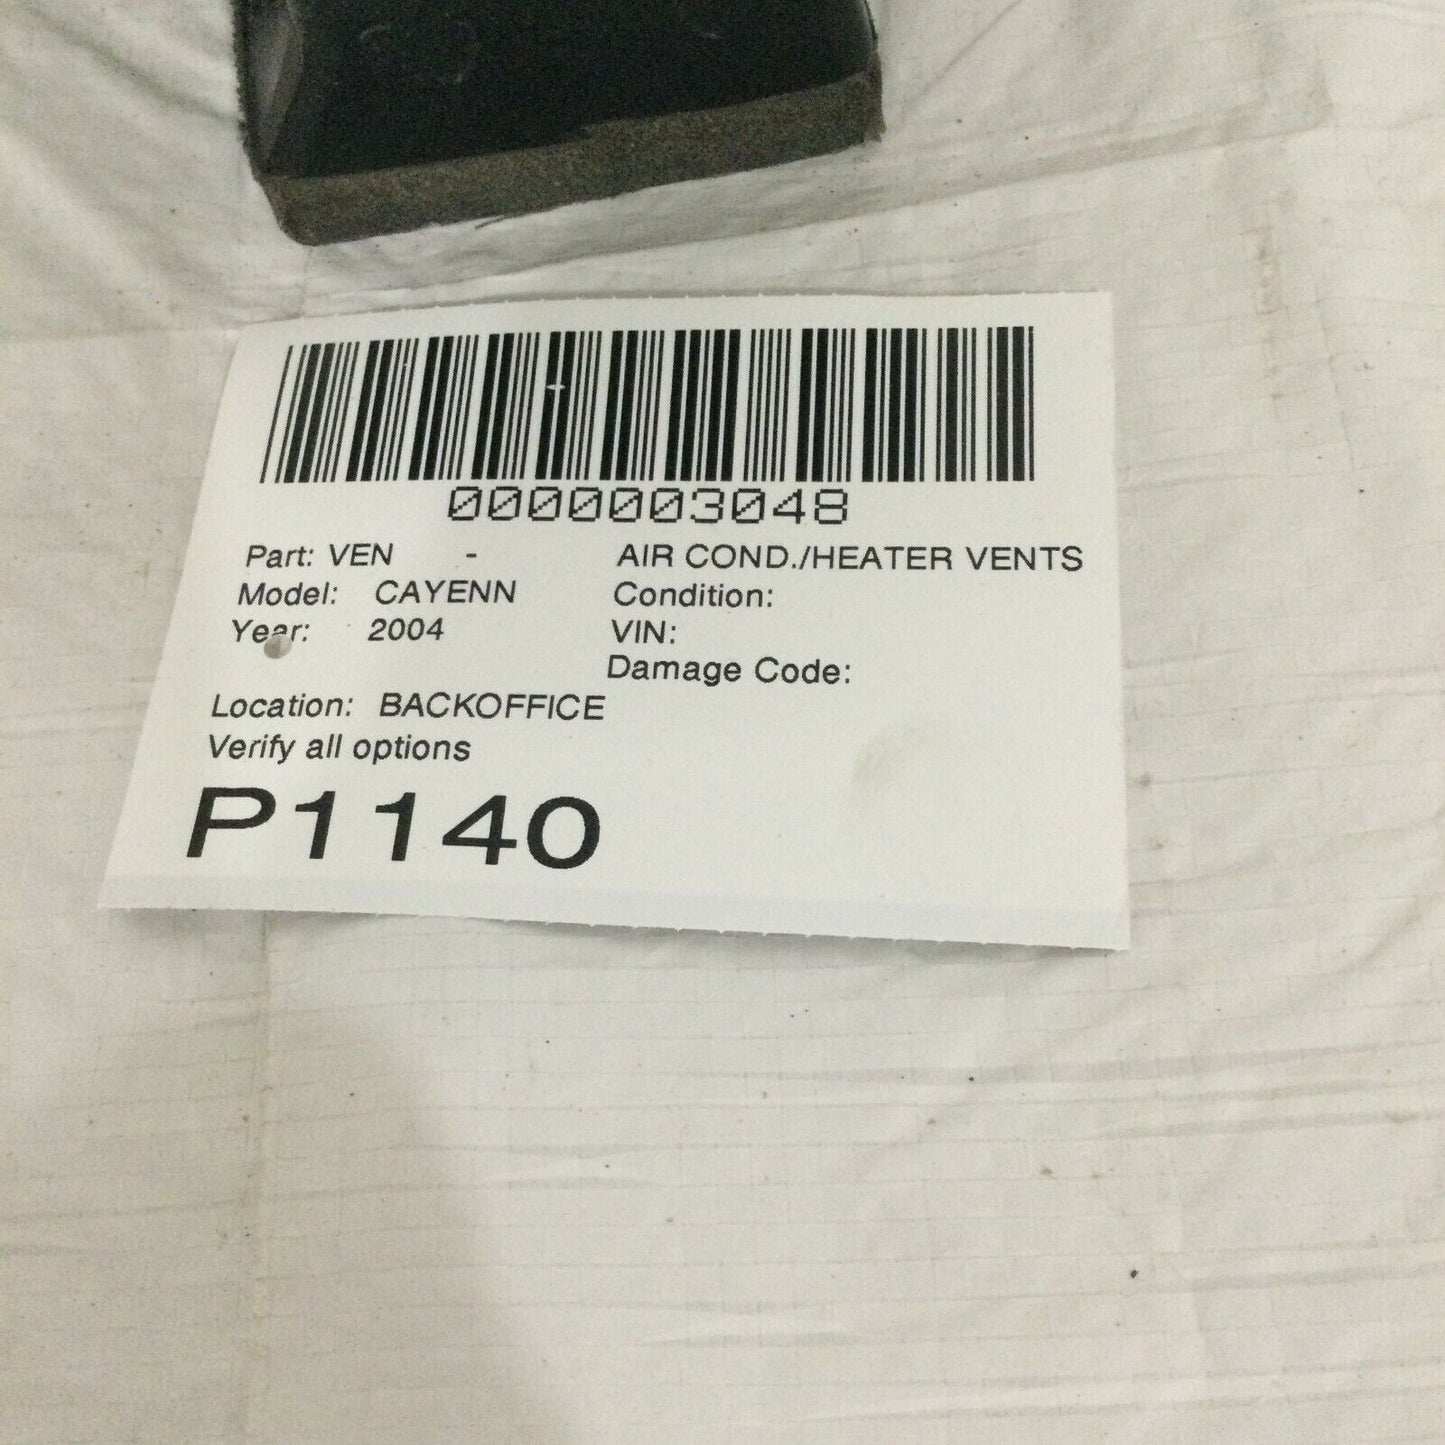 0000003048
Part: VEN - AIR COND./HEATER VENTS
Model: CAYENN Condition:
Year: 2004 VIN:
Damage Code:
Location: BACKOFFICE
Verify all options
P1140